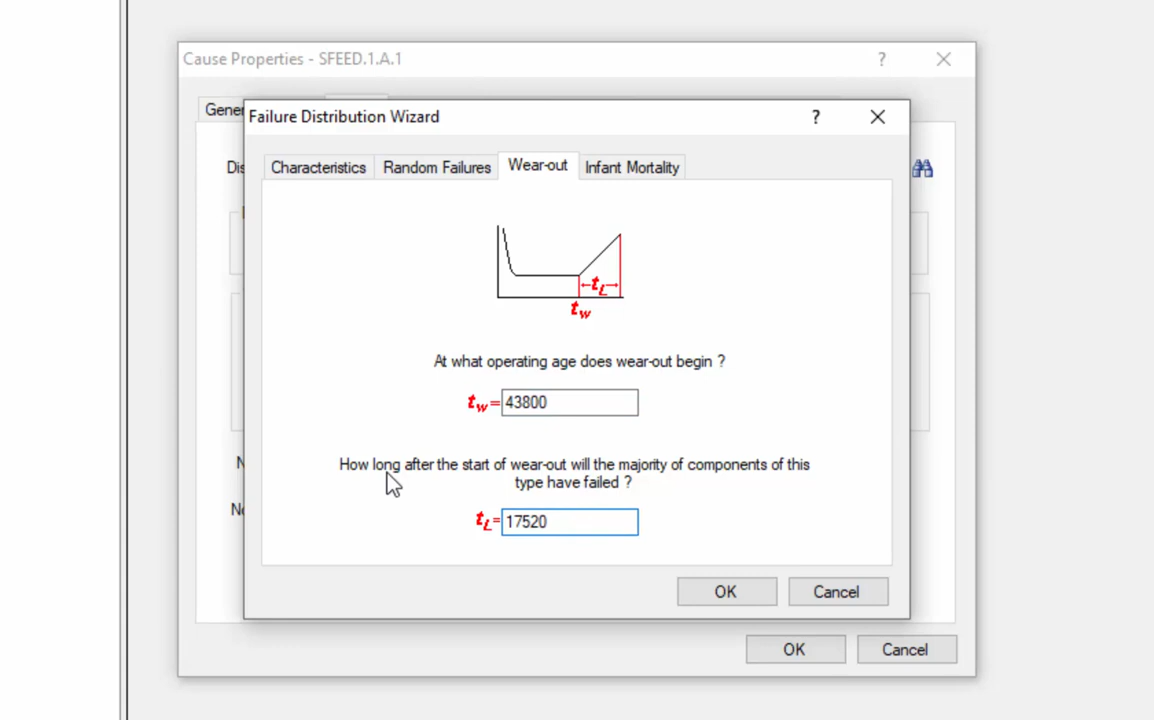 Cause Properties - SFEED.1.A.1 ?
Gener
Failure Distribution Wizard ?
Characteristics Random Failures Wear-out Infant Mortality
Dis
tL
tw
At what operating age does wear-out begin ?
tw= 43800
How long after the start of wear-out will the majority of components of this
type have failed ?
tL= 17520
OK Cancel
OK Cancel